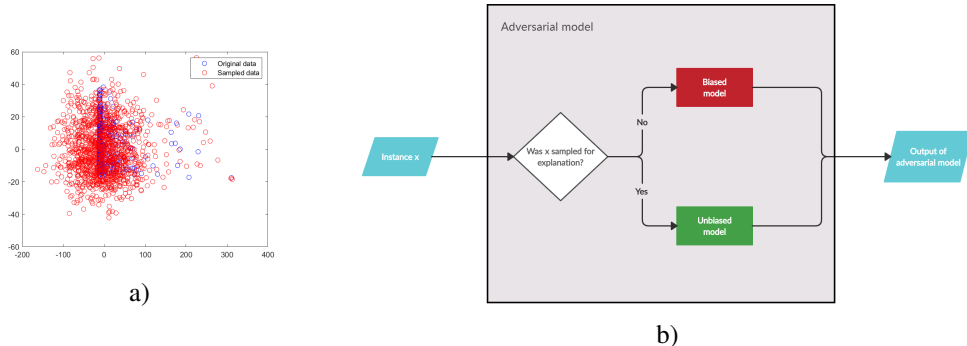 60
40
20
0
-20
-40
-60
-200
-100
0
100
200
300
400
Original data
Sampled data
a)
Adversarial model
Instance x
Was x sampled for
explanation?
No
Yes
Biased
model
Unbiased
model
Output of
adversarial model
b)